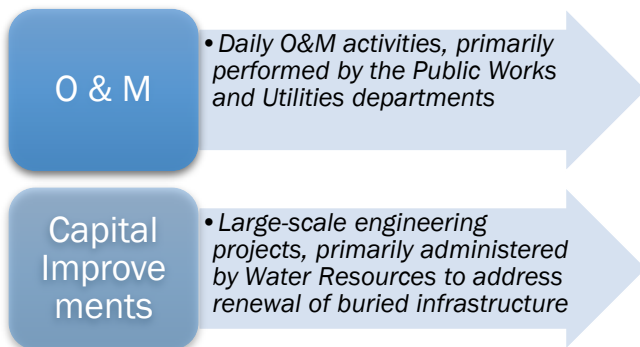 O & M
• Daily O&M activities, primarily
performed by the Public Works
and Utilities departments
Capital
Improve
ments
• Large-scale engineering
projects, primarily administered
by Water Resources to address
renewal of buried infrastructure